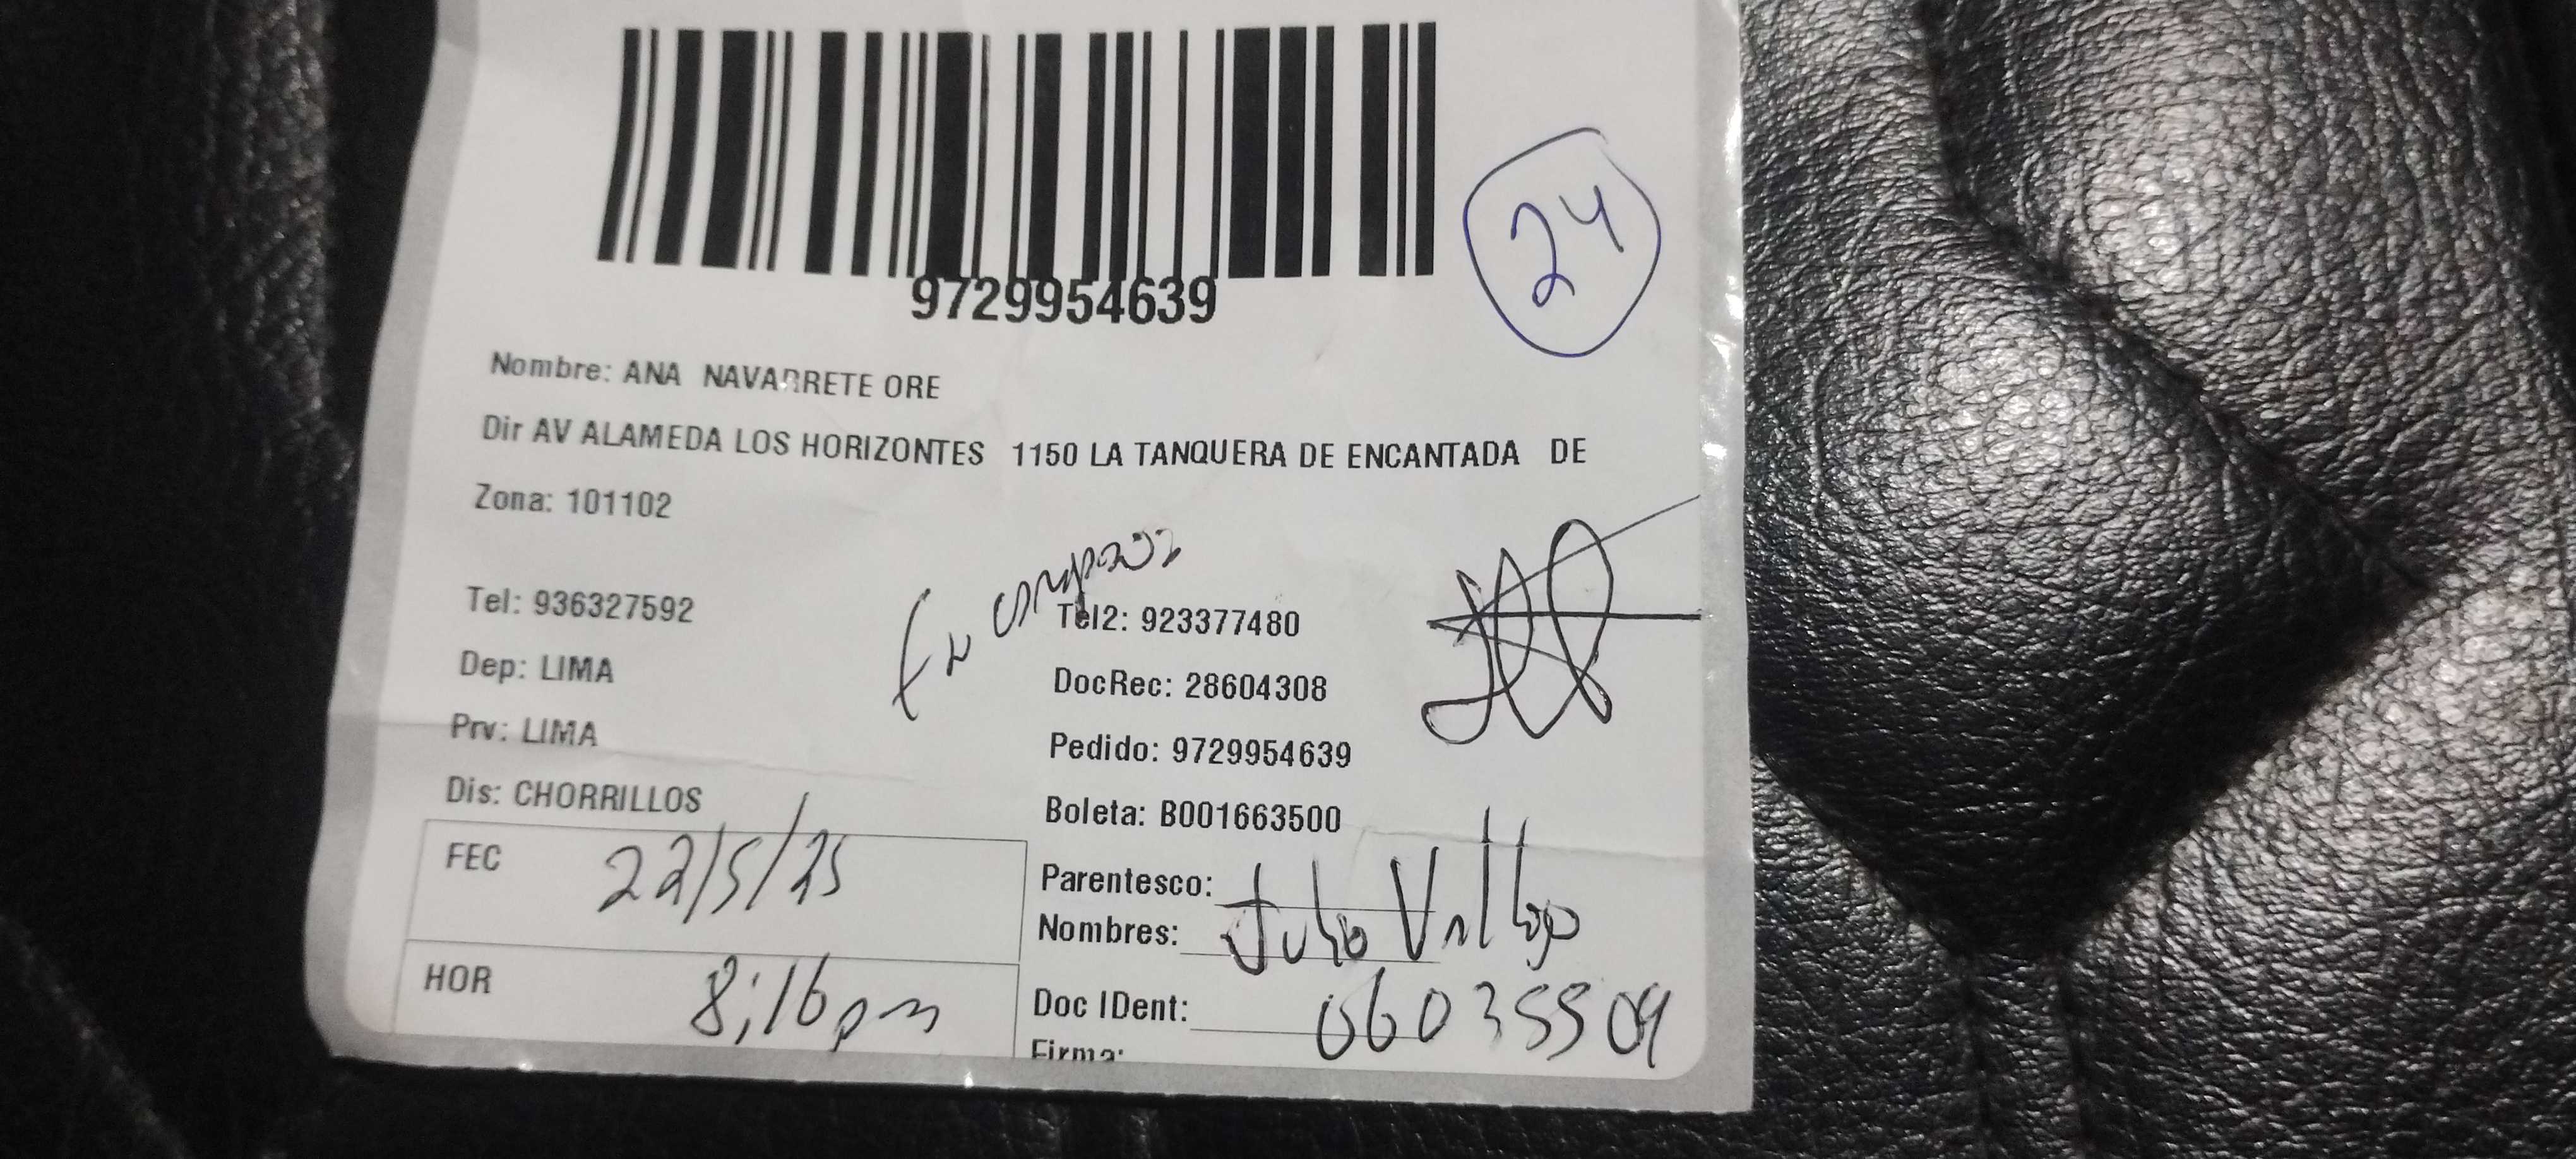 9729954639
24
Nombre: ANA NAVARRETE ORE
Dir AV ALAMEDA LOS HORIZONTES 1150 LA TANQUERA DE ENCANTADA DE
Zona: 101102
Tel: 936327592
Tel2: 923377480
Dep: LIMA
DocRec: 28604308
Prv: LIMA
Pedido: 9729954639
Dis: CHORRILLOS
Boleta: B001663500
FEC 22/5/25
Parentesco:
Nombres: Julio
HOR 8:16pm
Doc IDent:
Firma: